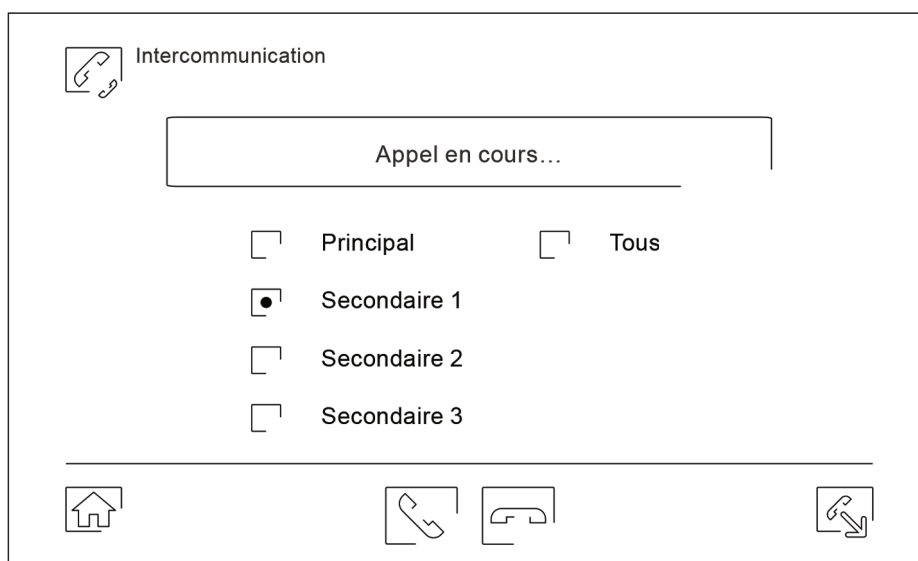 Intercommunication
Appel en cours...
Principal
Tous
Secondaire 1
Secondaire 2
Secondaire 3